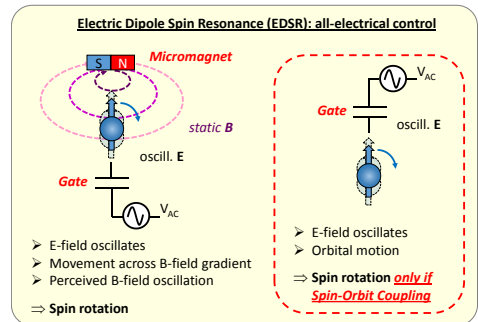 Electric Dipole Spin Resonance (EDSR): all-electrical control
Micromagnet
S N
static B
oscill. E
Gate
V_AC
➢ E-field oscillates
➢ Movement across B-field gradient
➢ Perceived B-field oscillation
⇒ Spin rotation
V_AC
Gate
oscill. E
➢ E-field oscillates
➢ Orbital motion
⇒ Spin rotation only if
Spin-Orbit Coupling